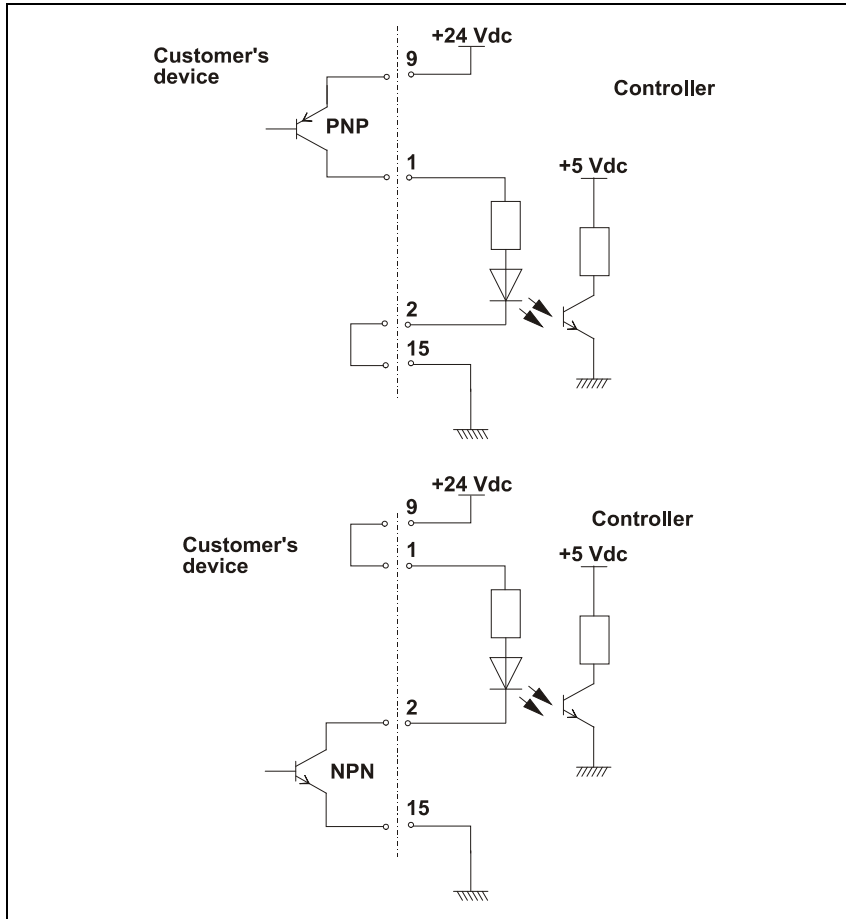 +24 Vdc
Customer's
device
9
Controller
PNP
1
+5 Vdc
2
15
+24 Vdc
9
Controller
Customer's
device
1
+5 Vdc
2
NPN
15